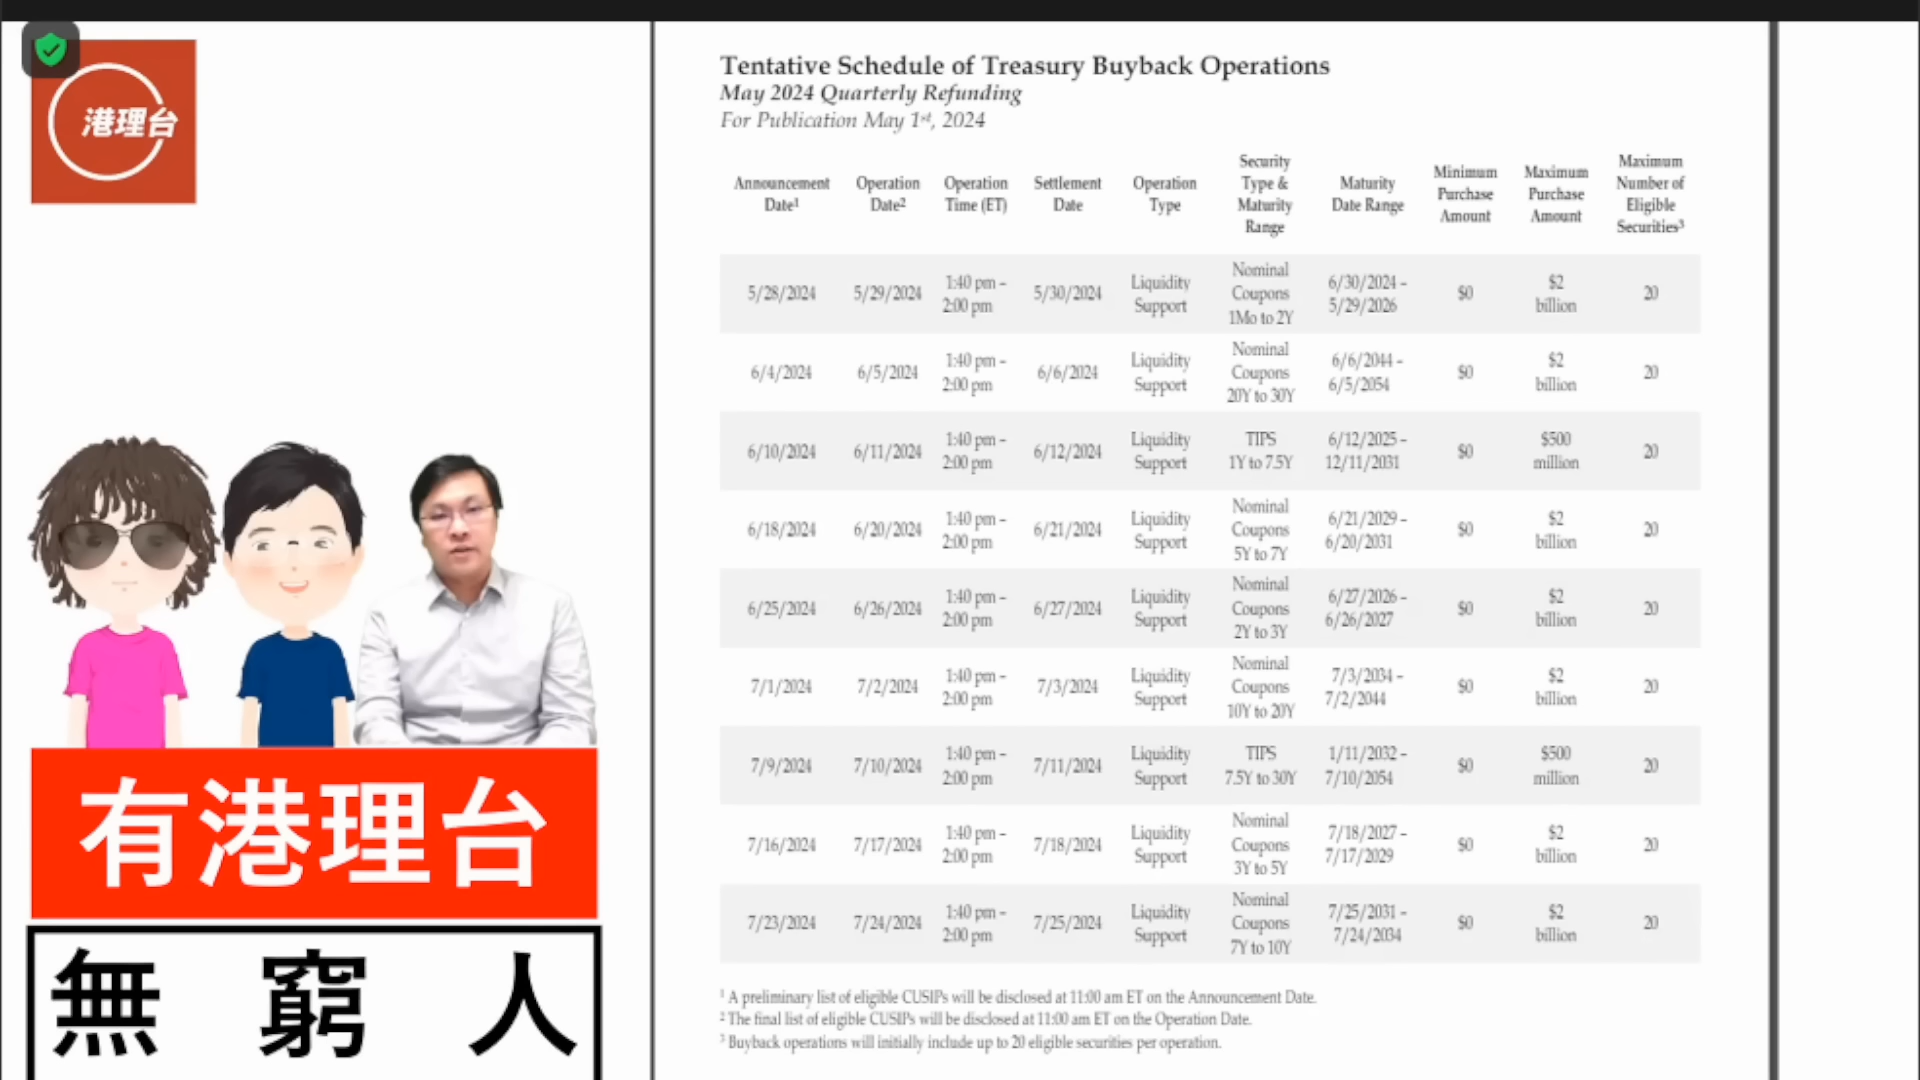 港理台
有港理台
無窮人
Tentative Schedule of Treasury Buyback Operations
May 2024 Quarterly Refunding
For Publication May 1st, 2024
Announcement Date¹ Operation Date² Operation Time (ET) Settlement Date Operation Type Security Type & Maturity Range Maturity Date Range Minimum Purchase Amount Maximum Purchase Amount Maximum Number of Eligible Securities³
5/28/2024 5/29/2024 1:40 pm – 2:00 pm 5/30/2024 Liquidity Support Nominal Coupons 1Mo to 2Y 6/30/2024 – 5/29/2026 $0 $2 billion 20
6/4/2024 6/5/2024 1:40 pm – 2:00 pm 6/6/2024 Liquidity Support Nominal Coupons 20Y to 30Y 6/6/2044 – 6/5/2054 $0 $2 billion 20
6/10/2024 6/11/2024 1:40 pm – 2:00 pm 6/12/2024 Liquidity Support TIPS 1Y to 7.5Y 6/12/2025 – 12/11/2031 $0 $500 million 20
6/18/2024 6/20/2024 1:40 pm – 2:00 pm 6/21/2024 Liquidity Support Nominal Coupons 5Y to 7Y 6/21/2029 – 6/20/2031 $0 $2 billion 20
6/25/2024 6/26/2024 1:40 pm – 2:00 pm 6/27/2024 Liquidity Support Nominal Coupons 2Y to 3Y 6/27/2026 – 6/26/2027 $0 $2 billion 20
7/1/2024 7/2/2024 1:40 pm – 2:00 pm 7/3/2024 Liquidity Support Nominal Coupons 10Y to 20Y 7/3/2034 – 7/2/2044 $0 $2 billion 20
7/9/2024 7/10/2024 1:40 pm – 2:00 pm 7/11/2024 Liquidity Support TIPS 7.5Y to 30Y 1/11/2032 – 7/10/2054 $0 $500 million 20
7/16/2024 7/17/2024 1:40 pm – 2:00 pm 7/18/2024 Liquidity Support Nominal Coupons 3Y to 5Y 7/18/2027 – 7/17/2029 $0 $2 billion 20
7/23/2024 7/24/2024 1:40 pm – 2:00 pm 7/25/2024 Liquidity Support Nominal Coupons 7Y to 10Y 7/25/2031 – 7/24/2034 $0 $2 billion 20
¹ A preliminary list of eligible CUSIPs will be disclosed at 11:00 am ET on the Announcement Date.
² The final list of eligible CUSIPs will be disclosed at 11:00 am ET on the Operation Date.
³ Buyback operations will initially include up to 20 eligible securities per operation.